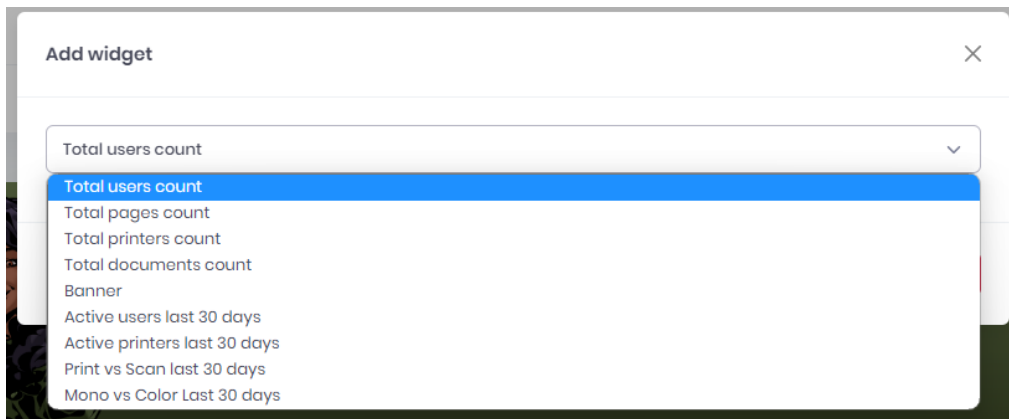 Add widget
Total users count
Total users count
Total pages count
Total printers count
Total documents count
Banner
Active users last 30 days
Active printers last 30 days
Print vs Scan last 30 days
Mono vs Color Last 30 days